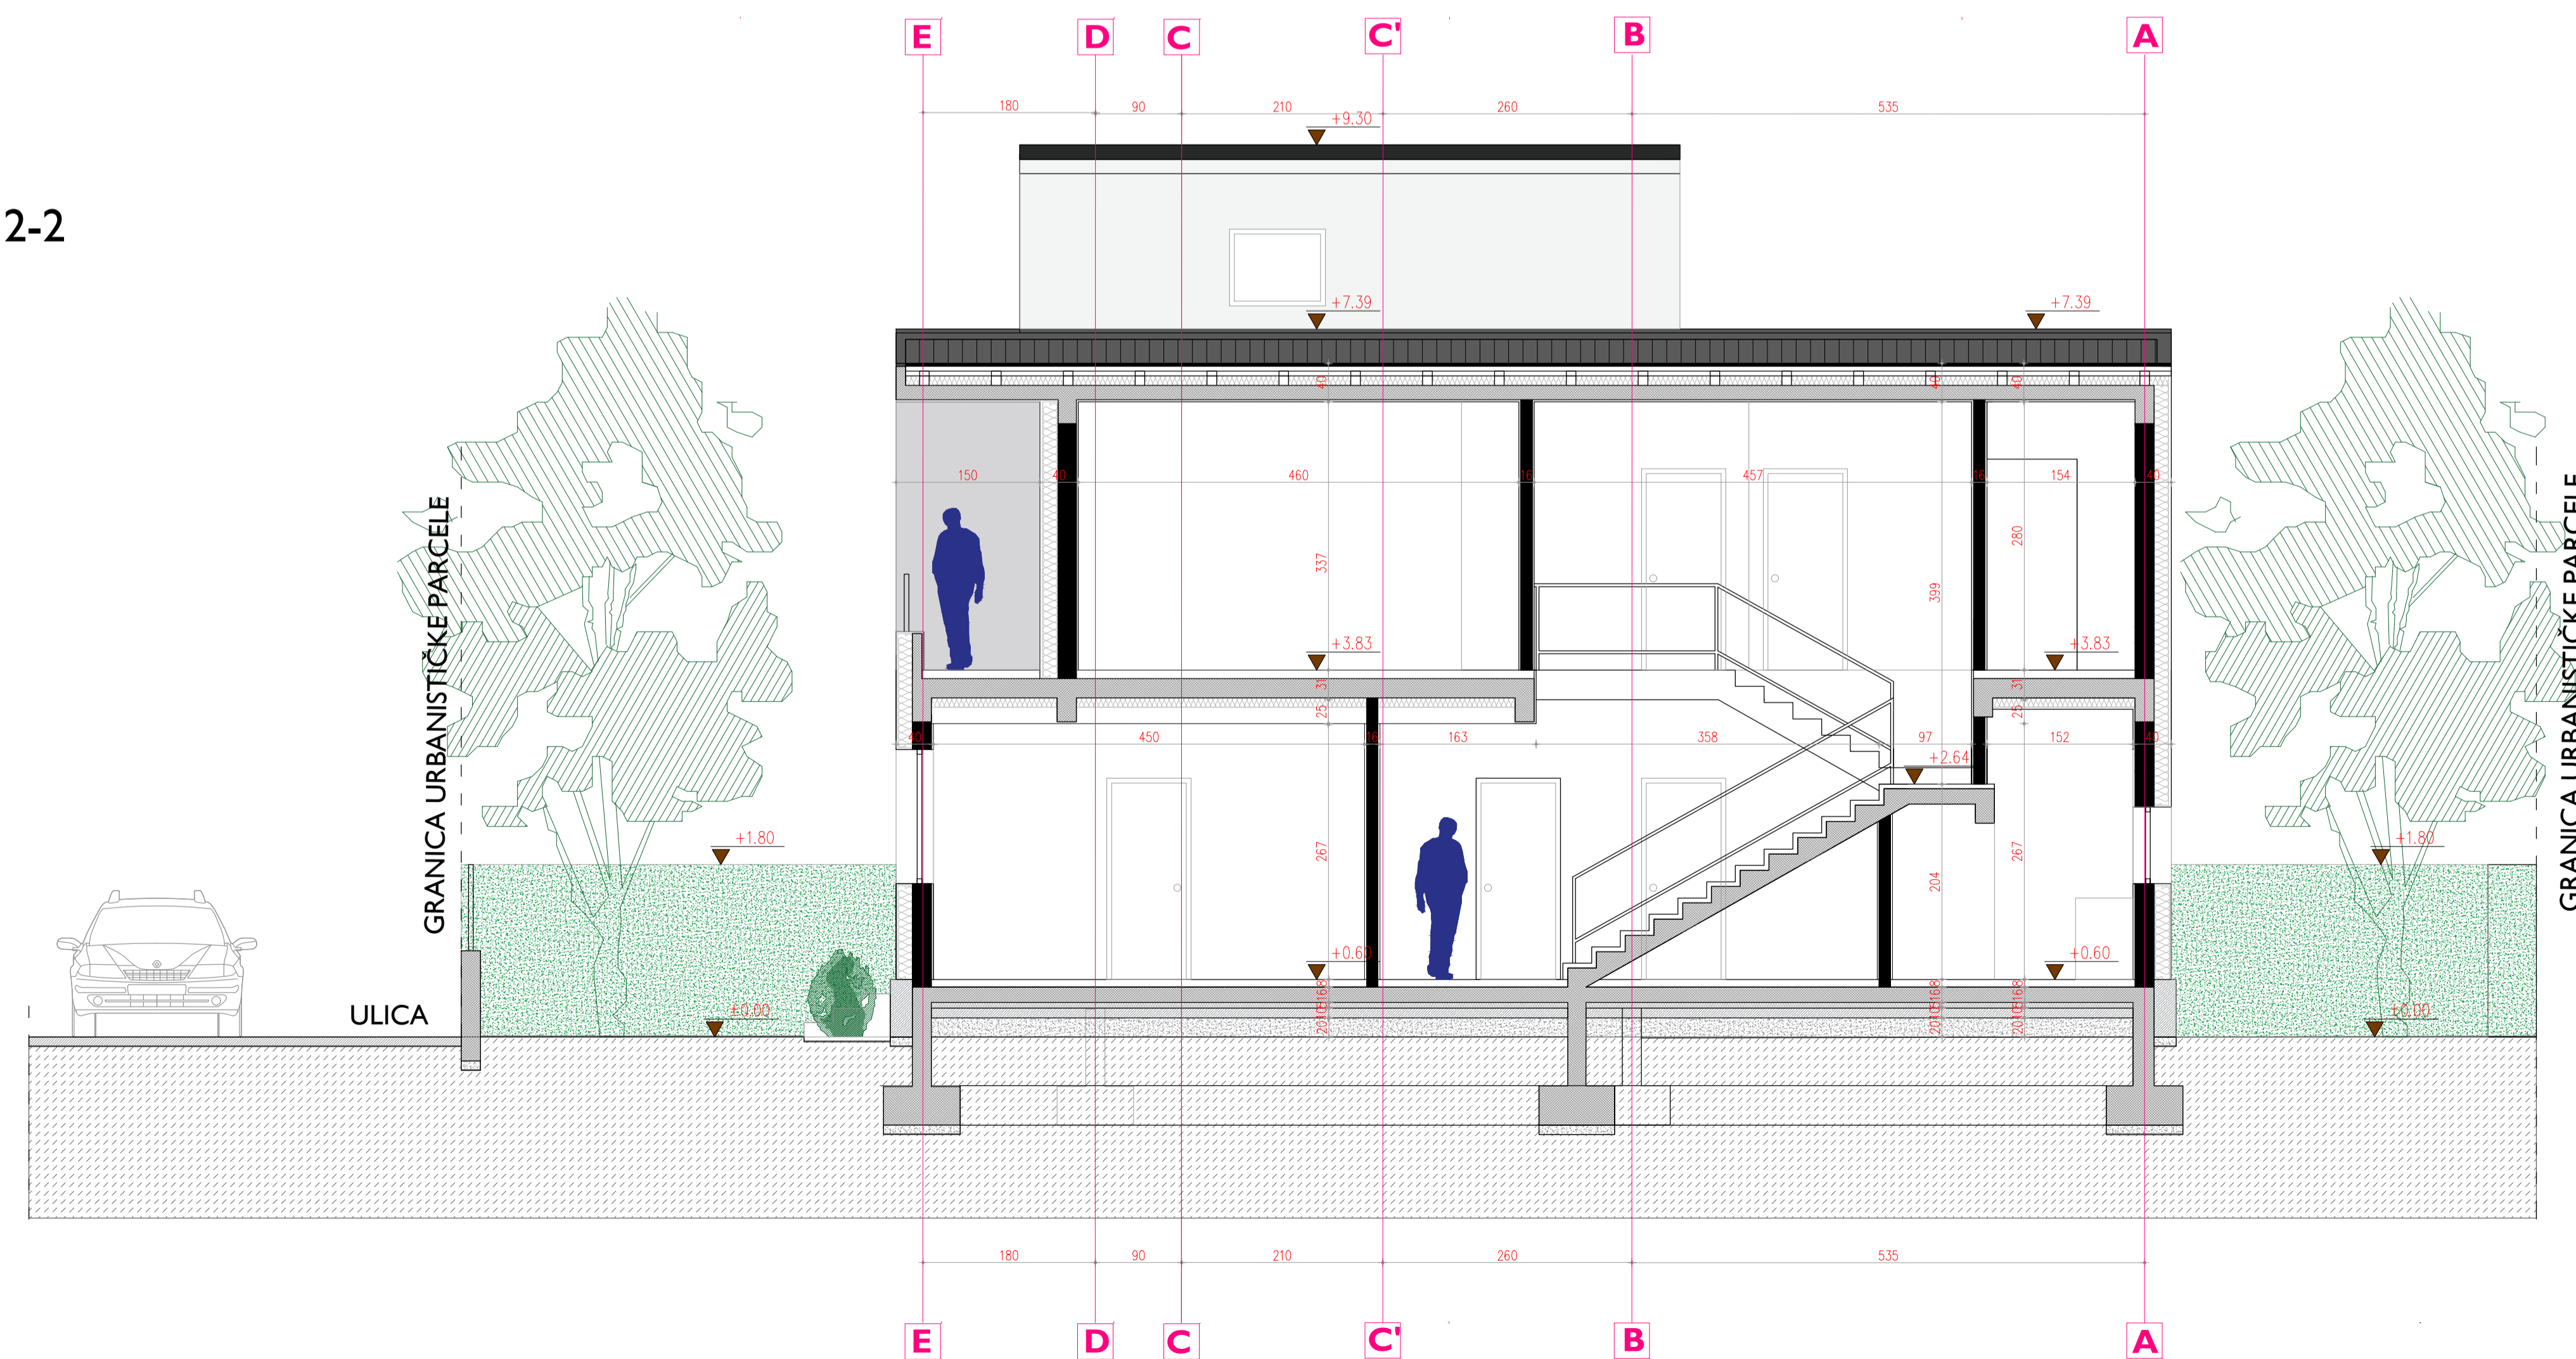 E D C C' B A
180 90 210 260 535
+9.30
2-2
+7.39 +7.39
40 40 40
150 40 460 16 457 16 154 40
337 399 280
GRANICA URBANISTIČKE PARCELE
GRANICA URBANISTIČKE PARCELE
+3.83 +3.83
31 31
25 25
40 450 16 163 358 97 152 40
+2.64
+1.80 +1.80
267 204 267
+0.60 +0.60
ULICA
±0.00 ±0.00
180 90 210 260 535
E D C C' B A